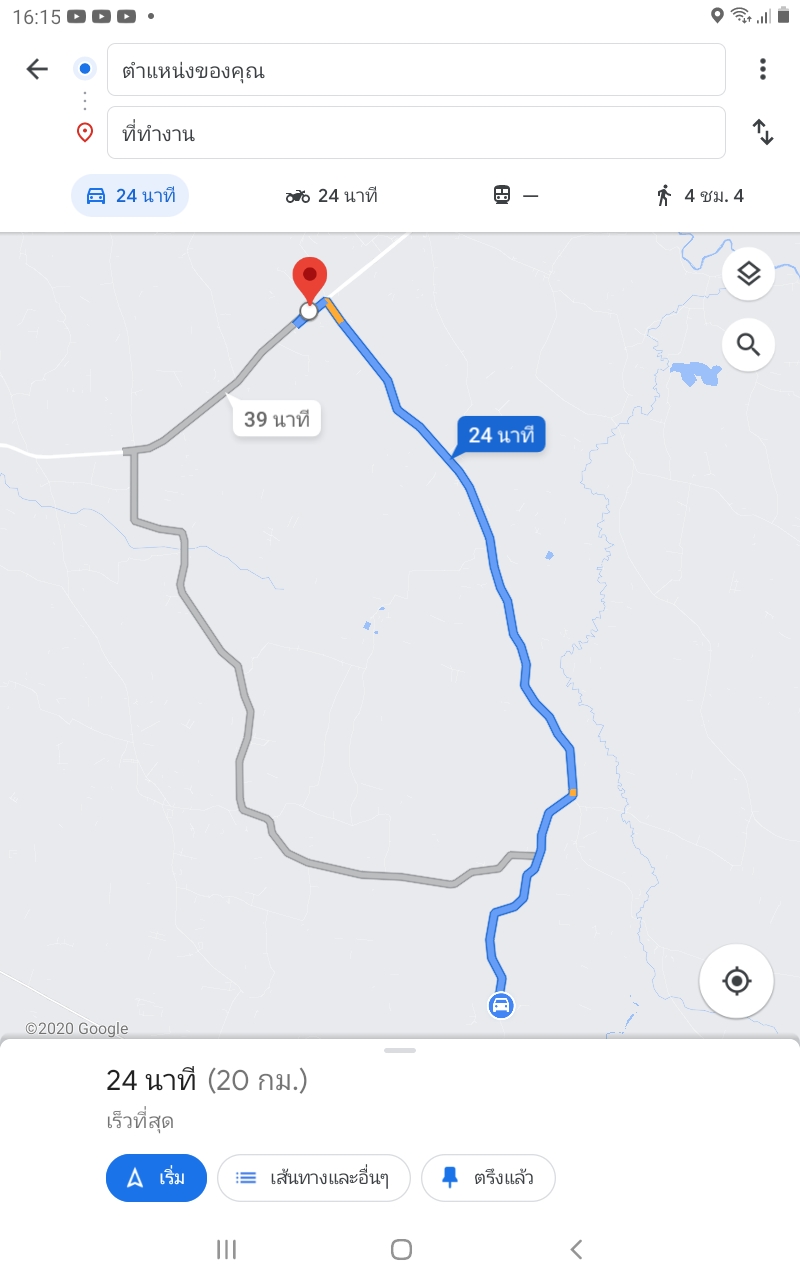 16:15
ตำแหน่งของคุณ
ที่ทำงาน
24 นาที 24 นาที — 4 ชม. 4
39 นาที
24 นาที
©2020 Google
24 นาที (20 กม.)
เร็วที่สุด
เริ่ม เส้นทางและอื่นๆ ตรึงแล้ว